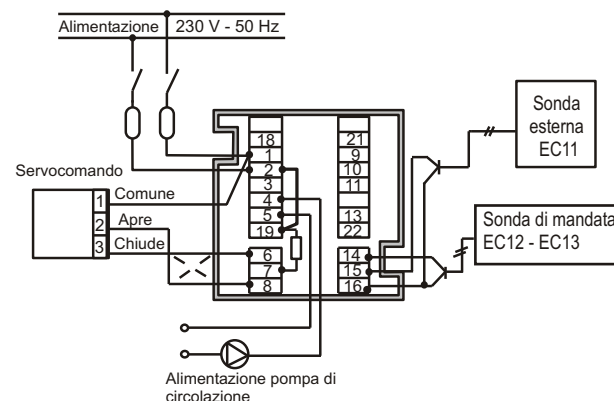 Alimentazione 230 V - 50 Hz
Servocomando
1 Comune
2 Apre
3 Chiude
18
1
2
3
4
5
19
6
7
8
21
9
10
11
13
22
14
15
16
Sonda
esterna
EC11
Sonda di mandata
EC12 - EC13
Alimentazione pompa di
circolazione